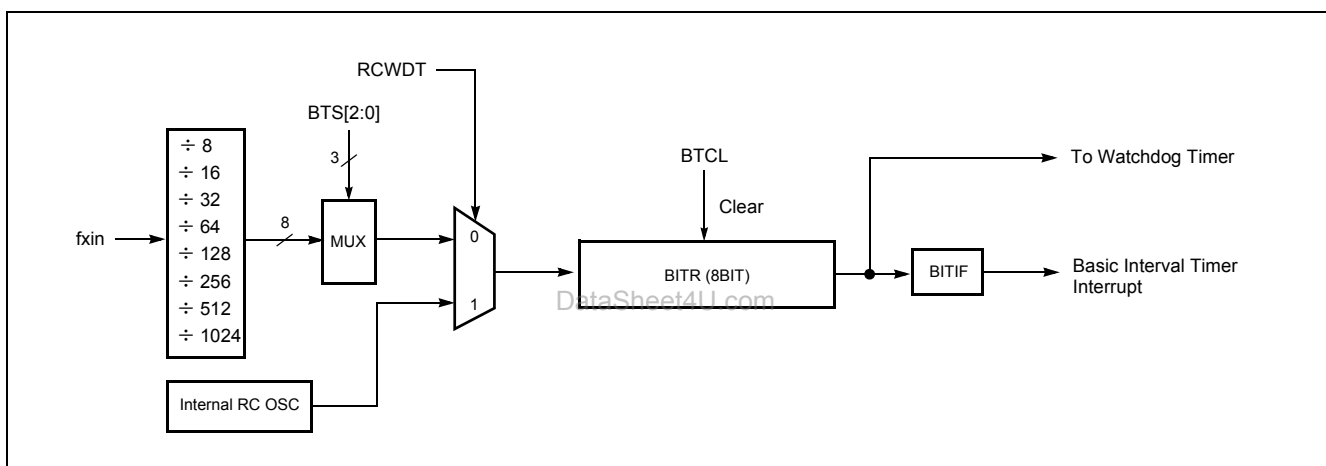 RCWDT
BTS[2:0]
3
÷ 8
÷ 16
÷ 32
÷ 64
÷ 128
÷ 256
÷ 512
÷ 1024
fxin
8
MUX
0
1
Internal RC OSC
BTCL
Clear
BITR (8BIT)
DataSheet4U.com
To Watchdog Timer
BITIF
Basic Interval Timer
Interrupt